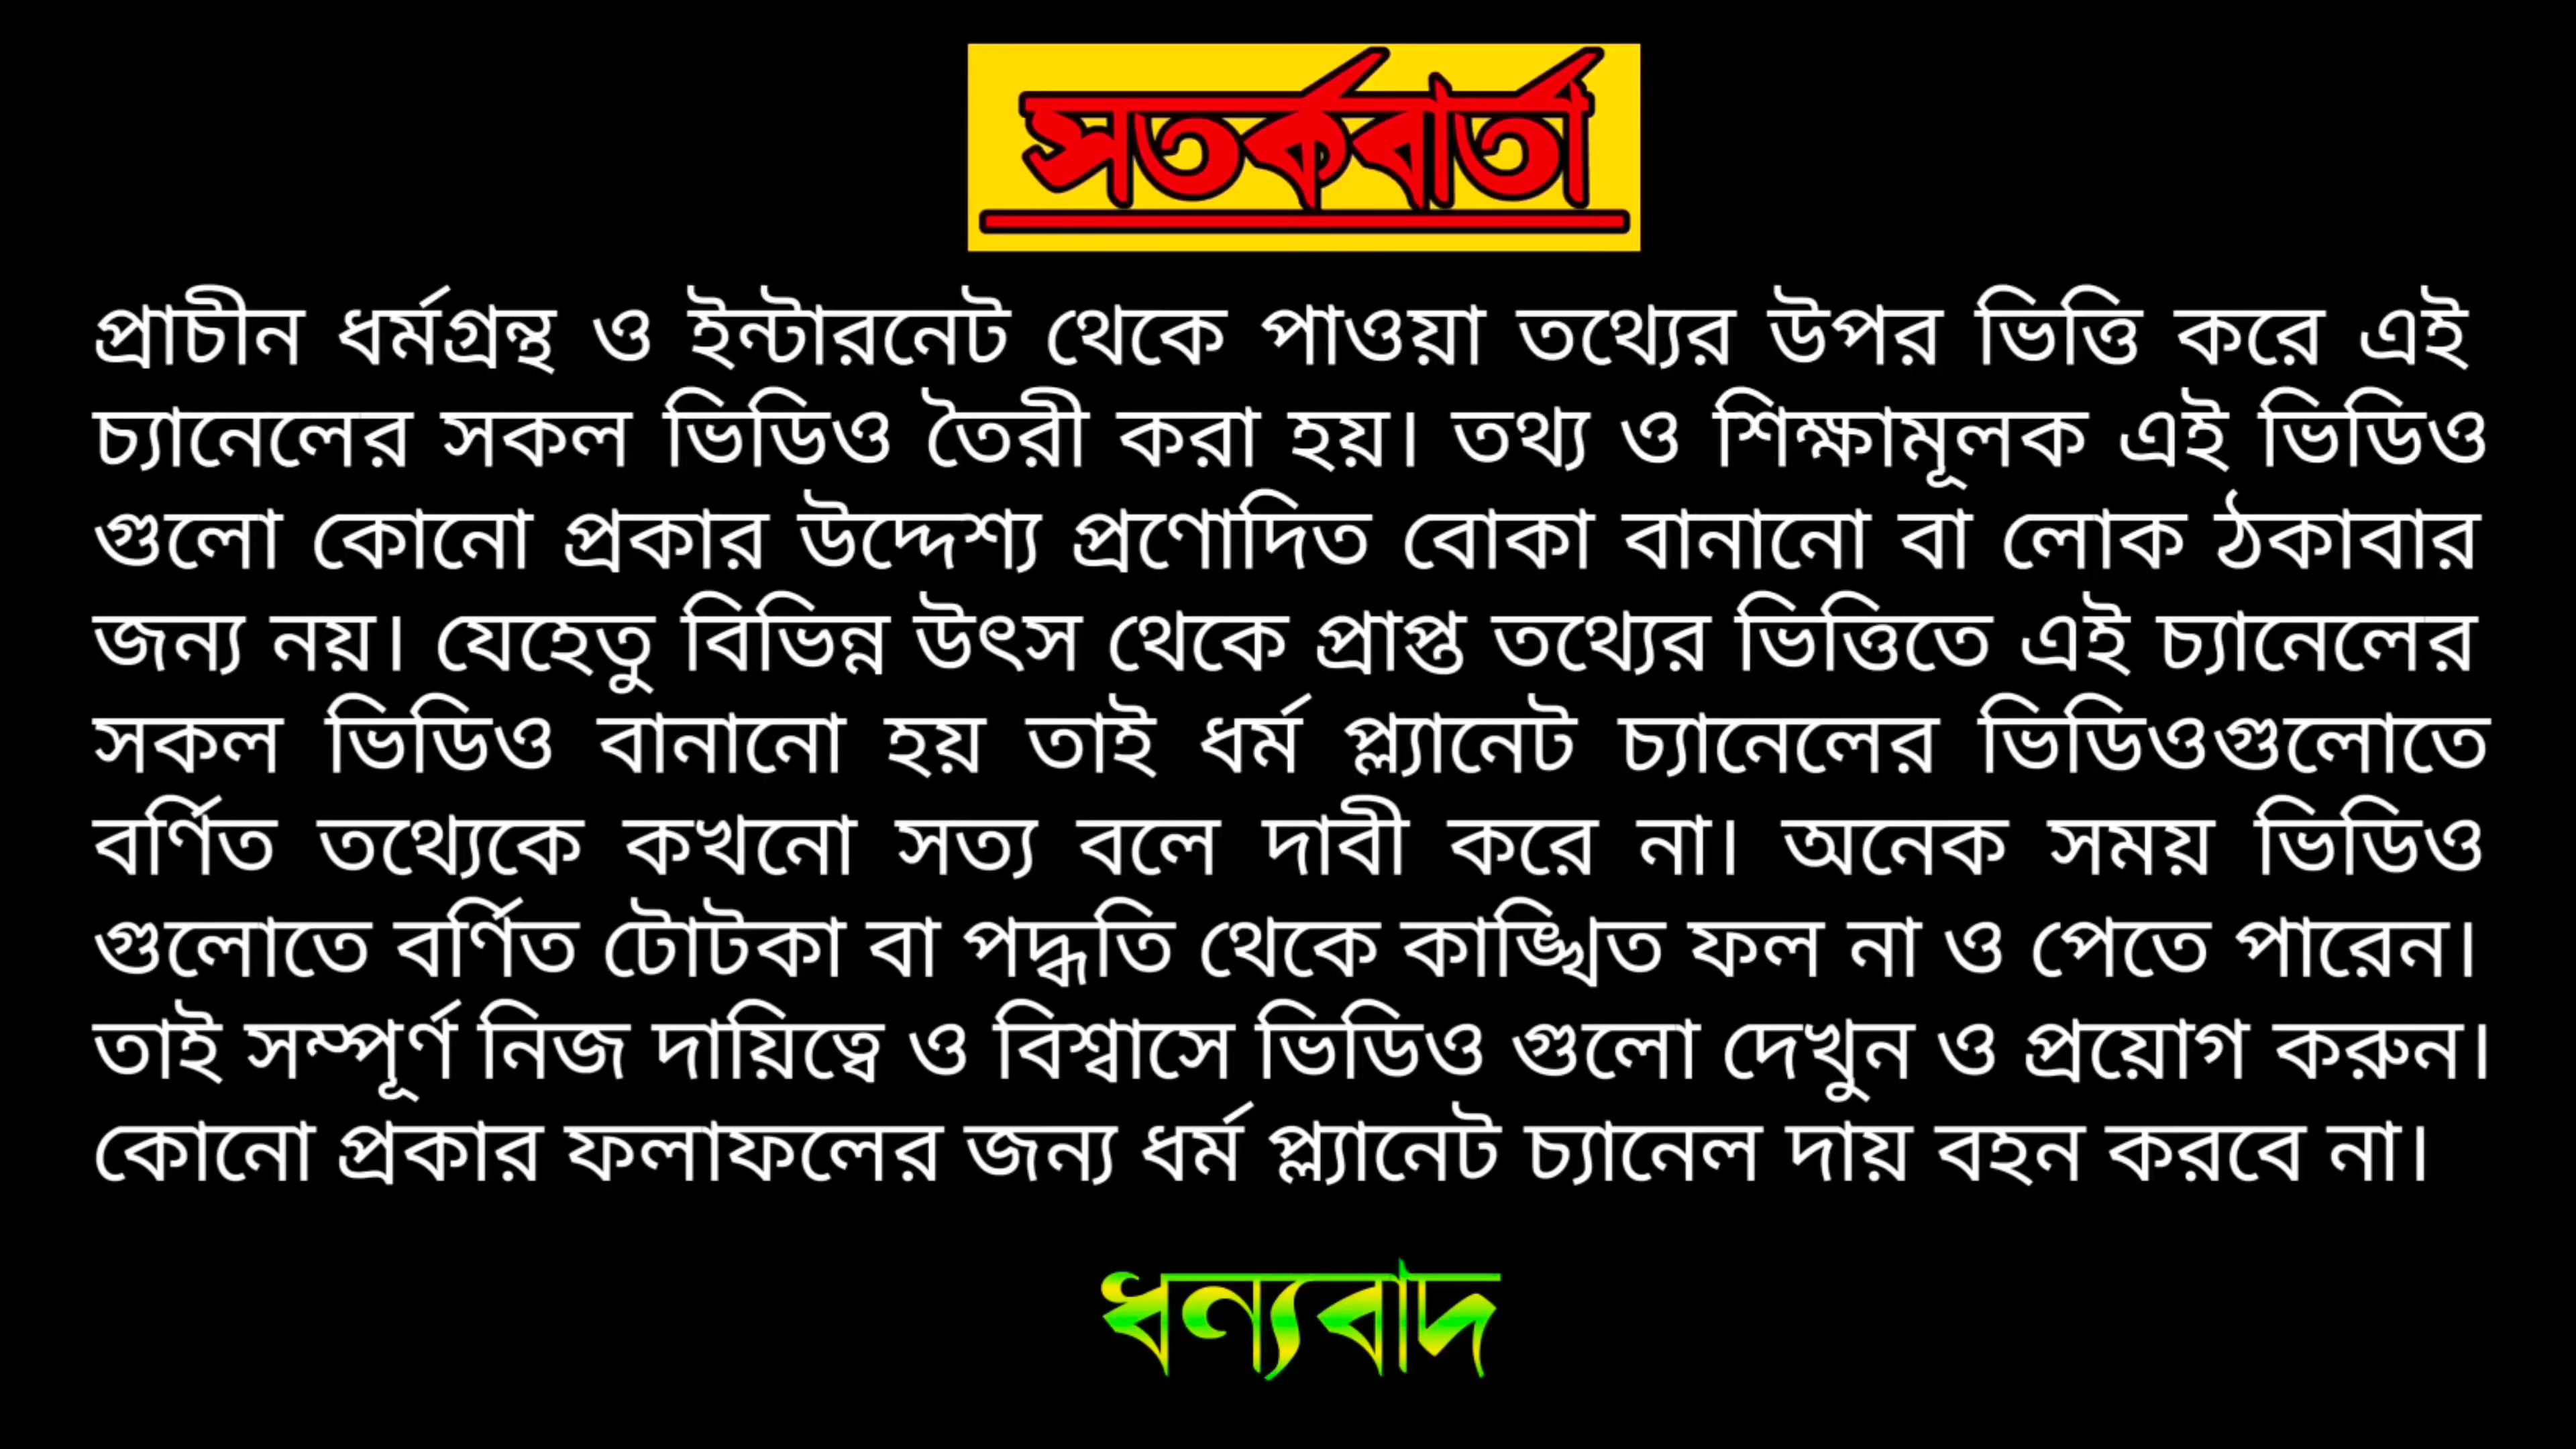 সতর্কবার্তা
প্রাচীন ধর্মগ্রন্থ ও ইন্টারনেট থেকে পাওয়া তথ্যের উপর ভিত্তি করে এই
চ্যানেলের সকল ভিডিও তৈরী করা হয়। তথ্য ও শিক্ষামূলক এই ভিডিও
গুলো কোনো প্রকার উদ্দেশ্য প্রণোদিত বোকা বানানো বা লোক ঠকাবার
জন্য নয়। যেহেতু বিভিন্ন উৎস থেকে প্রাপ্ত তথ্যের ভিত্তিতে এই চ্যানেলের
সকল ভিডিও বানানো হয় তাই ধর্ম প্ল্যানেট চ্যানেলের ভিডিওগুলোতে
বর্ণিত তথ্যেকে কখনো সত্য বলে দাবী করে না। অনেক সময় ভিডিও
গুলোতে বর্ণিত টোটকা বা পদ্ধতি থেকে কাঙ্খিত ফল না ও পেতে পারেন।
তাই সম্পূর্ণ নিজ দায়িত্বে ও বিশ্বাসে ভিডিও গুলো দেখুন ও প্রয়োগ করুন।
কোনো প্রকার ফলাফলের জন্য ধর্ম প্ল্যানেট চ্যানেল দায় বহন করবে না।
ধন্যবাদ